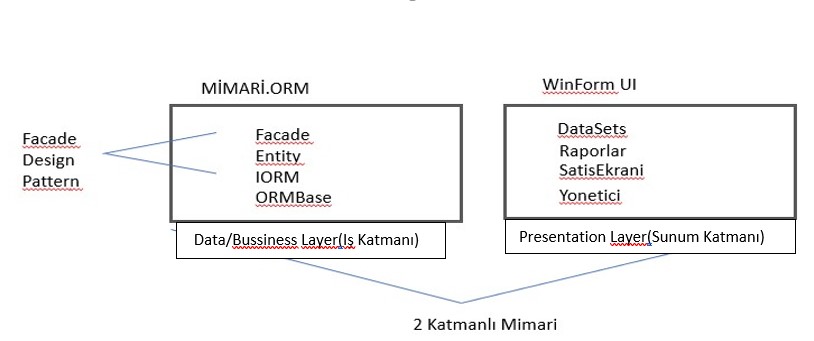 MİMARİ.ORM
WinForm UI
Facade
Design
Pattern
Facade
Entity
IORM
ORMBase
DataSets
Raporlar
SatisEkrani
Yonetici
Data/Bussiness Layer(Iş Katmanı)
Presentation Layer(Sunum Katmanı)
2 Katmanlı Mimari